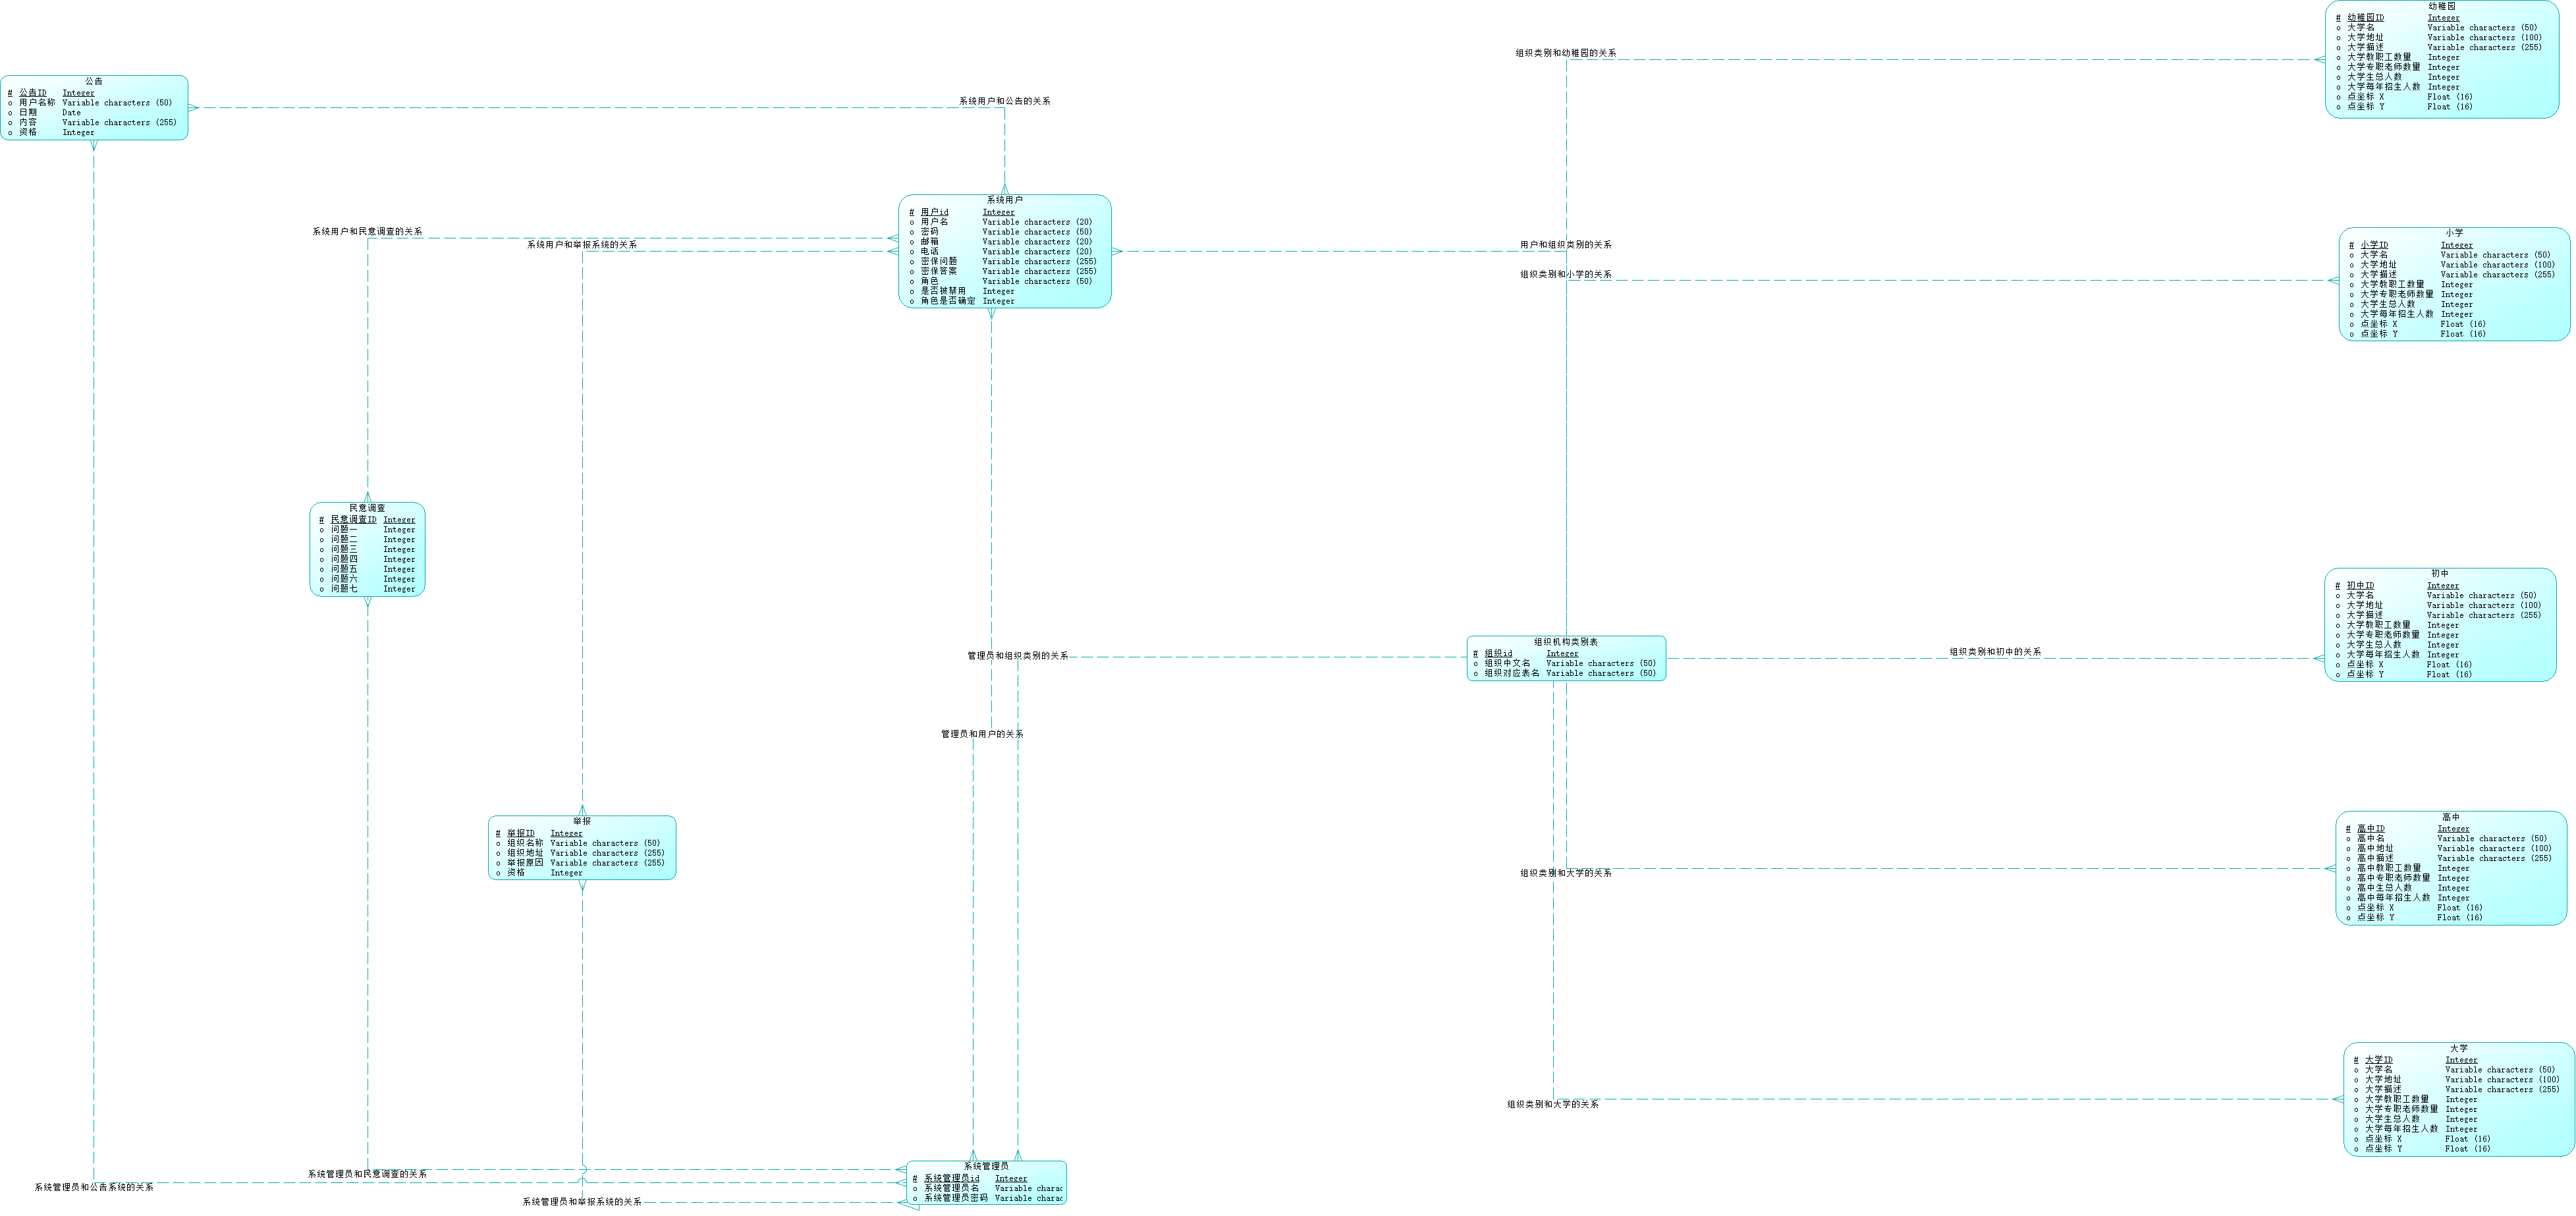 幼稚园
# 幼稚园ID Integer
o 大学名 Variable characters (50)
o 大学地址 Variable characters (100)
o 大学描述 Variable characters (255)
o 大学教职工数量 Integer
o 大学专职老师数量 Integer
o 大学生总人数 Integer
o 大学每年招生人数 Integer
o 点坐标 X Float (16)
o 点坐标 Y Float (16)
组织类别和幼稚园的关系
公告
# 公告ID Integer
o 用户名称 Variable characters (50)
o 日期 Date
o 内容 Variable characters (255)
o 资格 Integer
系统用户和公告的关系
系统用户
# 用户id Integer
o 用户名 Variable characters (20)
o 密码 Variable characters (50)
o 邮箱 Variable characters (20)
o 电话 Variable characters (20)
o 密保问题 Variable characters (255)
o 密保答案 Variable characters (255)
o 角色 Variable characters (50)
o 是否被禁用 Integer
o 角色是否确定 Integer
系统用户和民意调查的关系
系统用户和举报系统的关系
用户和组织类别的关系
组织类别和小学的关系
小学
# 小学ID Integer
o 大学名 Variable characters (50)
o 大学地址 Variable characters (100)
o 大学描述 Variable characters (255)
o 大学教职工数量 Integer
o 大学专职老师数量 Integer
o 大学生总人数 Integer
o 大学每年招生人数 Integer
o 点坐标 X Float (16)
o 点坐标 Y Float (16)
民意调查
# 民意调查ID Integer
o 问题一 Integer
o 问题二 Integer
o 问题三 Integer
o 问题四 Integer
o 问题五 Integer
o 问题六 Integer
o 问题七 Integer
初中
# 初中ID Integer
o 大学名 Variable characters (50)
o 大学地址 Variable characters (100)
o 大学描述 Variable characters (255)
o 大学教职工数量 Integer
o 大学专职老师数量 Integer
o 大学生总人数 Integer
o 大学每年招生人数 Integer
o 点坐标 X Float (16)
o 点坐标 Y Float (16)
组织机构类别表
# 组织id Integer
o 组织中文名 Variable characters (50)
o 组织对应表名 Variable characters (50)
管理员和组织类别的关系
组织类别和初中的关系
管理员和用户的关系
举报
# 举报ID Integer
o 组织名称 Variable characters (50)
o 组织地址 Variable characters (255)
o 举报原因 Variable characters (255)
o 资格 Integer
组织类别和大学的关系
高中
# 高中ID Integer
o 高中名 Variable characters (50)
o 高中地址 Variable characters (100)
o 高中描述 Variable characters (255)
o 高中教职工数量 Integer
o 高中专职老师数量 Integer
o 高中生总人数 Integer
o 高中每年招生人数 Integer
o 点坐标 X Float (16)
o 点坐标 Y Float (16)
大学
# 大学ID Integer
o 大学名 Variable characters (50)
o 大学地址 Variable characters (100)
o 大学描述 Variable characters (255)
o 大学教职工数量 Integer
o 大学专职老师数量 Integer
o 大学生总人数 Integer
o 大学每年招生人数 Integer
o 点坐标 X Float (16)
o 点坐标 Y Float (16)
组织类别和大学的关系
系统管理员
# 系统管理员id Integer
o 系统管理员名 Variable charac
o 系统管理员密码 Variable charac
系统管理员和民意调查的关系
系统管理员和公告系统的关系
系统管理员和举报系统的关系